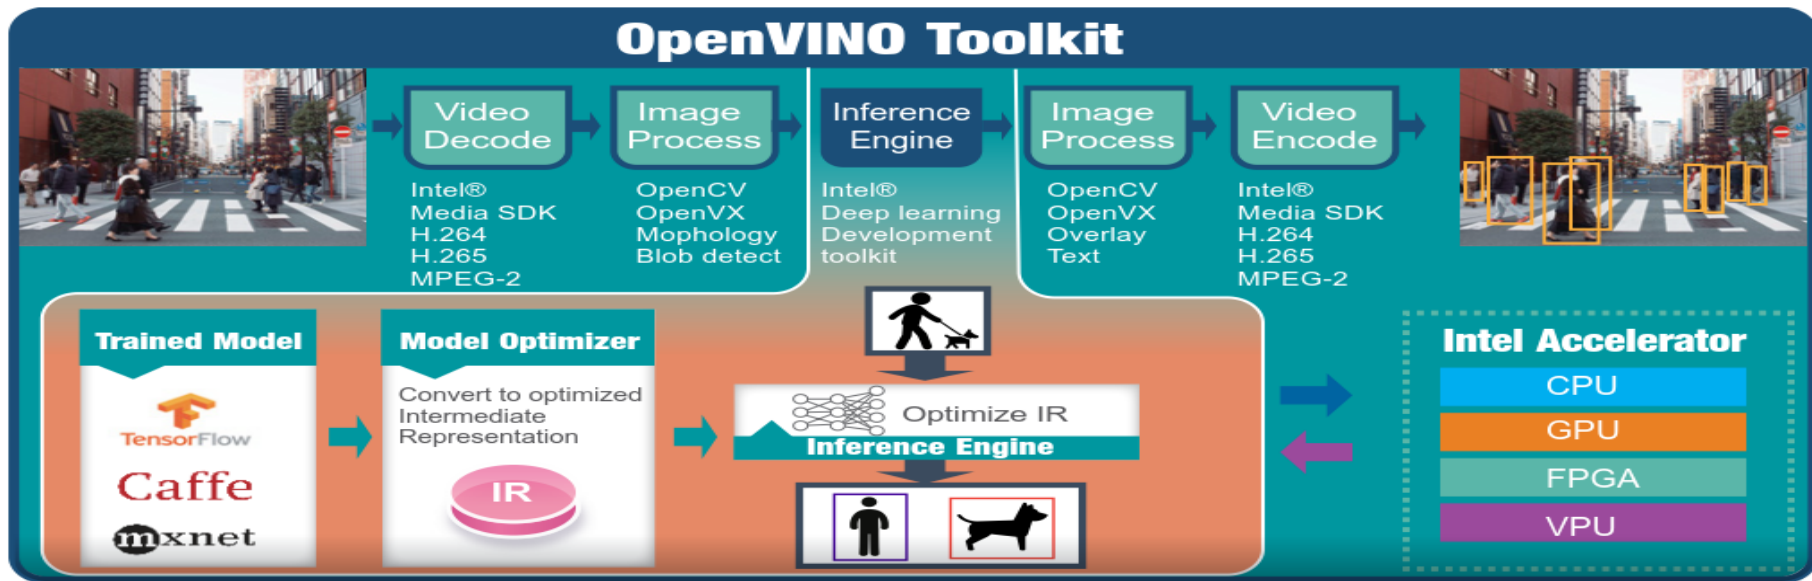 OpenVINO Toolkit
Video
Decode
Intel®
Media SDK
H.264
H.265
MPEG-2
Image
Process
OpenCV
OpenVX
Mophology
Blob detect
Inference
Engine
Intel®
Deep learning
Development
toolkit
Image
Process
OpenCV
OpenVX
Overlay
Text
Video
Encode
Intel®
Media SDK
H.264
H.265
MPEG-2
Trained Model
TensorFlow
Caffe
mxnet
Model Optimizer
Convert to optimized
Intermediate
Representation
IR
Optimize IR
Inference Engine
Intel Accelerator
CPU
GPU
FPGA
VPU